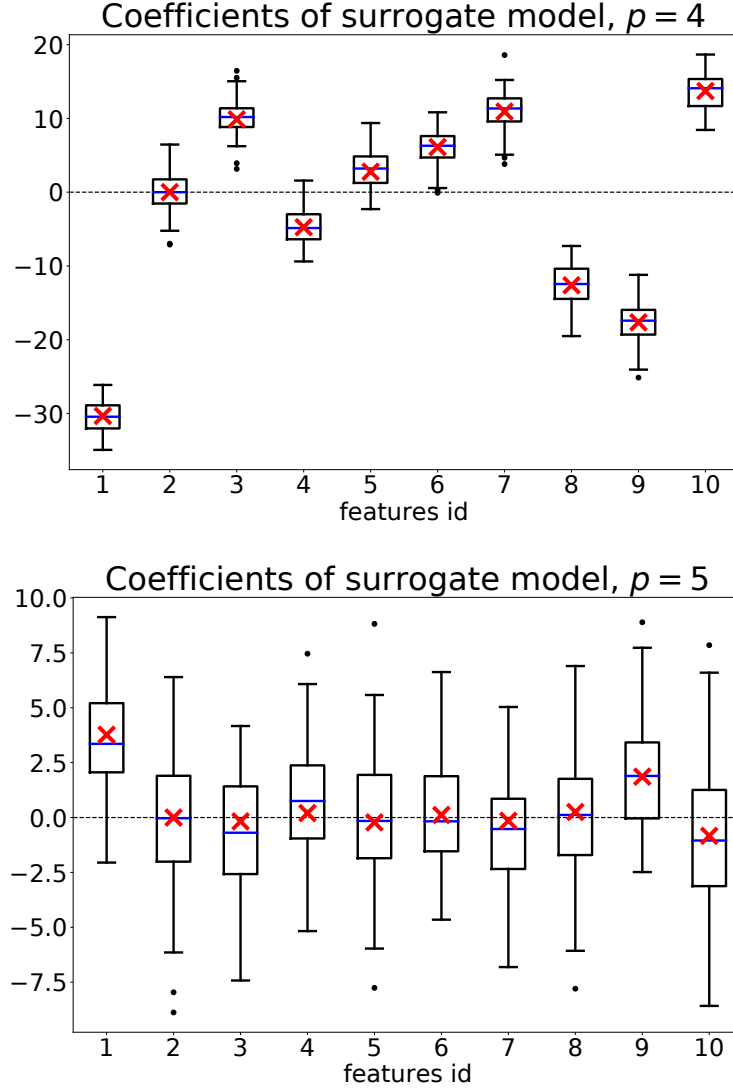 Coefficients of surrogate model, p = 4
20
10
0
−10
−20
−30
1 2 3 4 5 6 7 8 9 10
features id
Coefficients of surrogate model, p = 5
10.0
7.5
5.0
2.5
0.0
−2.5
−5.0
−7.5
1 2 3 4 5 6 7 8 9 10
features id